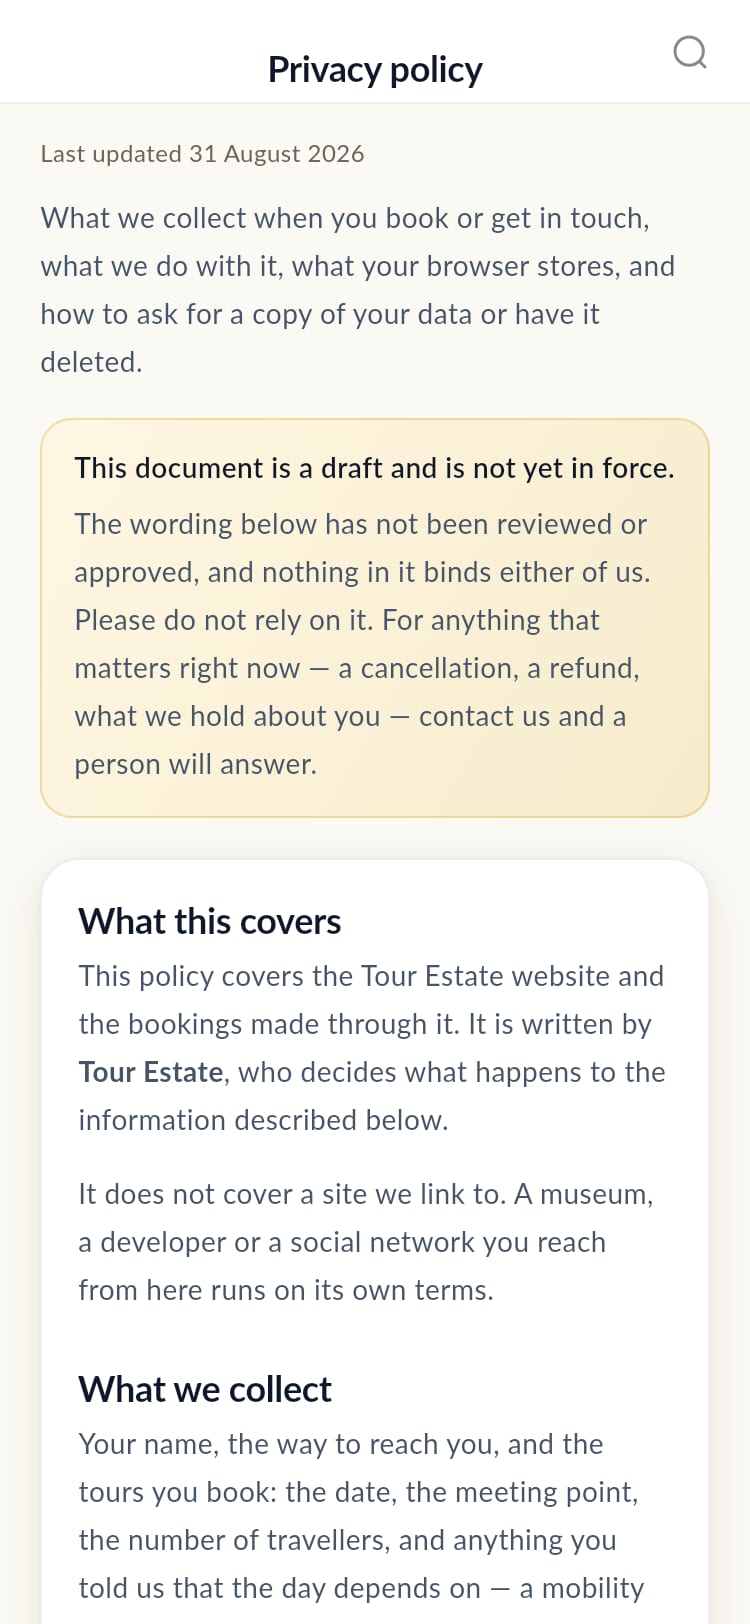 Privacy policy
Last updated 31 August 2026
What we collect when you book or get in touch,
what we do with it, what your browser stores, and
how to ask for a copy of your data or have it
deleted.
This document is a draft and is not yet in force.
The wording below has not been reviewed or
approved, and nothing in it binds either of us.
Please do not rely on it. For anything that
matters right now — a cancellation, a refund,
what we hold about you — contact us and a
person will answer.
What this covers
This policy covers the Tour Estate website and
the bookings made through it. It is written by
Tour Estate, who decides what happens to the
information described below.
It does not cover a site we link to. A museum,
a developer or a social network you reach
from here runs on its own terms.
What we collect
Your name, the way to reach you, and the
tours you book: the date, the meeting point,
the number of travellers, and anything you
told us that the day depends on — a mobility